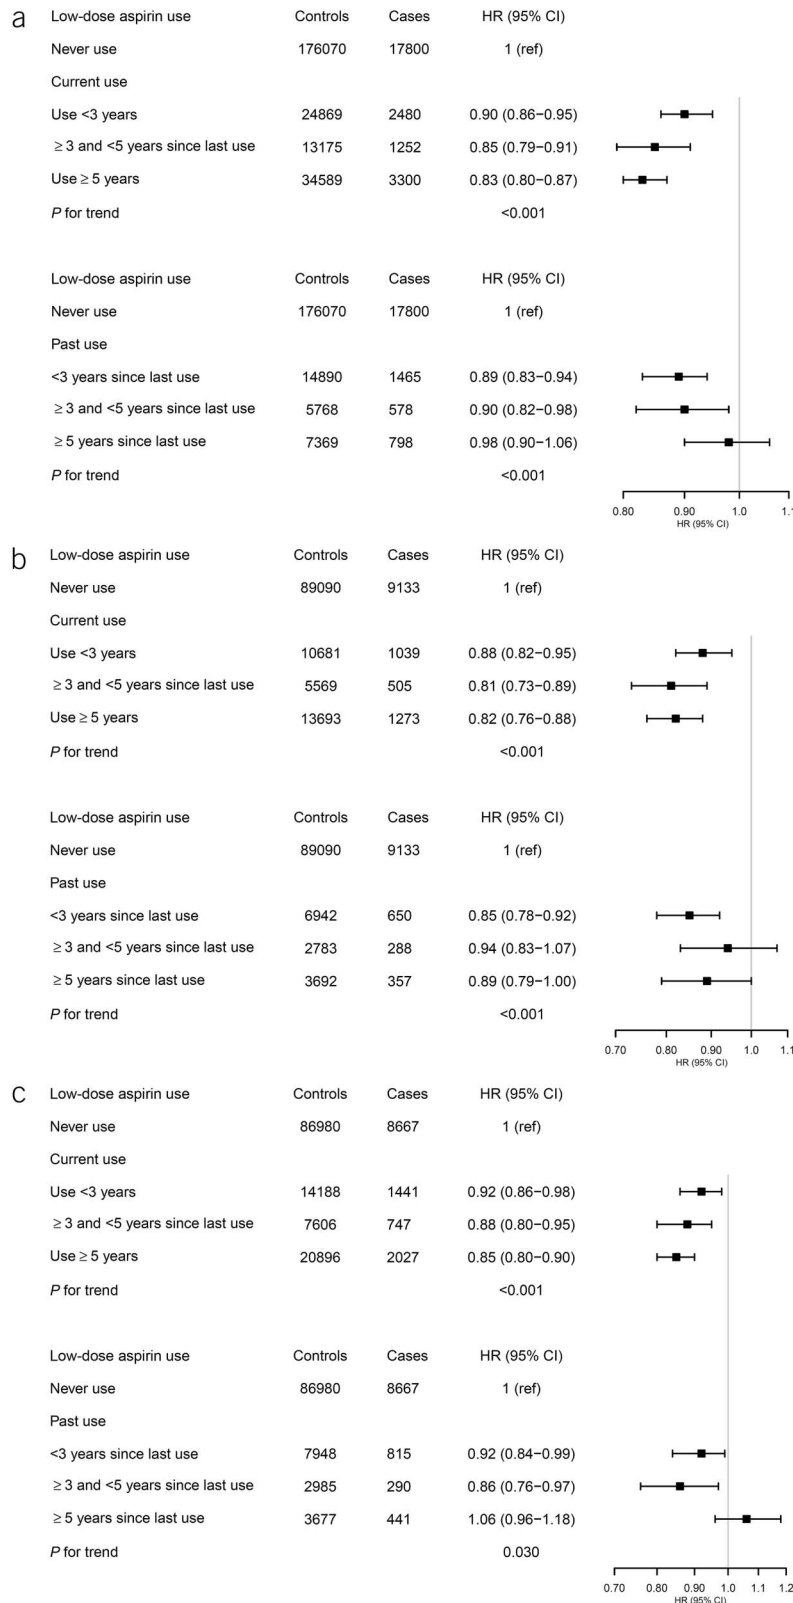 a
Low-dose aspirin use Controls Cases HR (95% CI)
Never use 176070 17800 1 (ref)
Current use
Use <3 years 24869 2480 0.90 (0.86−0.95)
≥ 3 and <5 years since last use 13175 1252 0.85 (0.79−0.91)
Use ≥ 5 years 34589 3300 0.83 (0.80−0.87)
P for trend <0.001
Low-dose aspirin use Controls Cases HR (95% CI)
Never use 176070 17800 1 (ref)
Past use
<3 years since last use 14890 1465 0.89 (0.83−0.94)
≥ 3 and <5 years since last use 5768 578 0.90 (0.82−0.98)
≥ 5 years since last use 7369 798 0.98 (0.90−1.06)
P for trend <0.001
0.80 0.90 1.0 1.1
HR (95% CI)
b
Low-dose aspirin use Controls Cases HR (95% CI)
Never use 89090 9133 1 (ref)
Current use
Use <3 years 10681 1039 0.88 (0.82−0.95)
≥ 3 and <5 years since last use 5569 505 0.81 (0.73−0.89)
Use ≥ 5 years 13693 1273 0.82 (0.76−0.88)
P for trend <0.001
Low-dose aspirin use Controls Cases HR (95% CI)
Never use 89090 9133 1 (ref)
Past use
<3 years since last use 6942 650 0.85 (0.78−0.92)
≥ 3 and <5 years since last use 2783 288 0.94 (0.83−1.07)
≥ 5 years since last use 3692 357 0.89 (0.79−1.00)
P for trend <0.001
0.70 0.80 0.90 1.0 1.1
HR (95% CI)
c
Low-dose aspirin use Controls Cases HR (95% CI)
Never use 86980 8667 1 (ref)
Current use
Use <3 years 14188 1441 0.92 (0.86−0.98)
≥ 3 and <5 years since last use 7606 747 0.88 (0.80−0.95)
Use ≥ 5 years 20896 2027 0.85 (0.80−0.90)
P for trend <0.001
Low-dose aspirin use Controls Cases HR (95% CI)
Never use 86980 8667 1 (ref)
Past use
<3 years since last use 7948 815 0.92 (0.84−0.99)
≥ 3 and <5 years since last use 2985 290 0.86 (0.76−0.97)
≥ 5 years since last use 3677 441 1.06 (0.96−1.18)
P for trend 0.030
0.70 0.80 0.90 1.0 1.1 1.2
HR (95% CI)